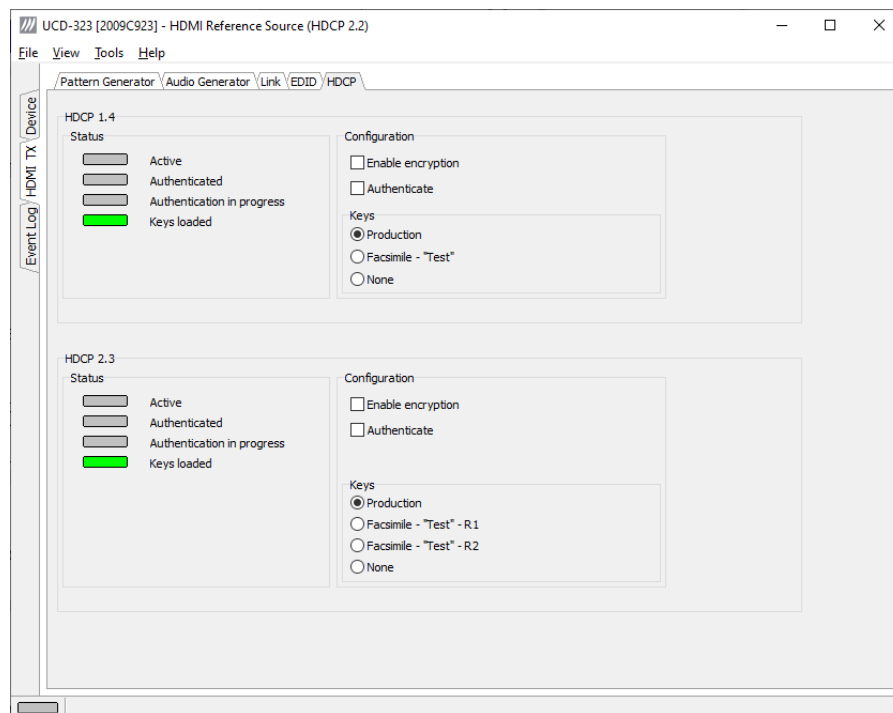 UCD-323 [2009C923] - HDMI Reference Source (HDCP 2.2)
File View Tools Help
Pattern Generator Audio Generator Link EDID HDCP
Device
HDMI TX
Event Log
HDCP 1.4
Status
Active
Authenticated
Authentication in progress
Keys loaded
Configuration
Enable encryption
Authenticate
Keys
Production
Facsimile - "Test"
None
HDCP 2.3
Status
Active
Authenticated
Authentication in progress
Keys loaded
Configuration
Enable encryption
Authenticate
Keys
Production
Facsimile - "Test" - R1
Facsimile - "Test" - R2
None